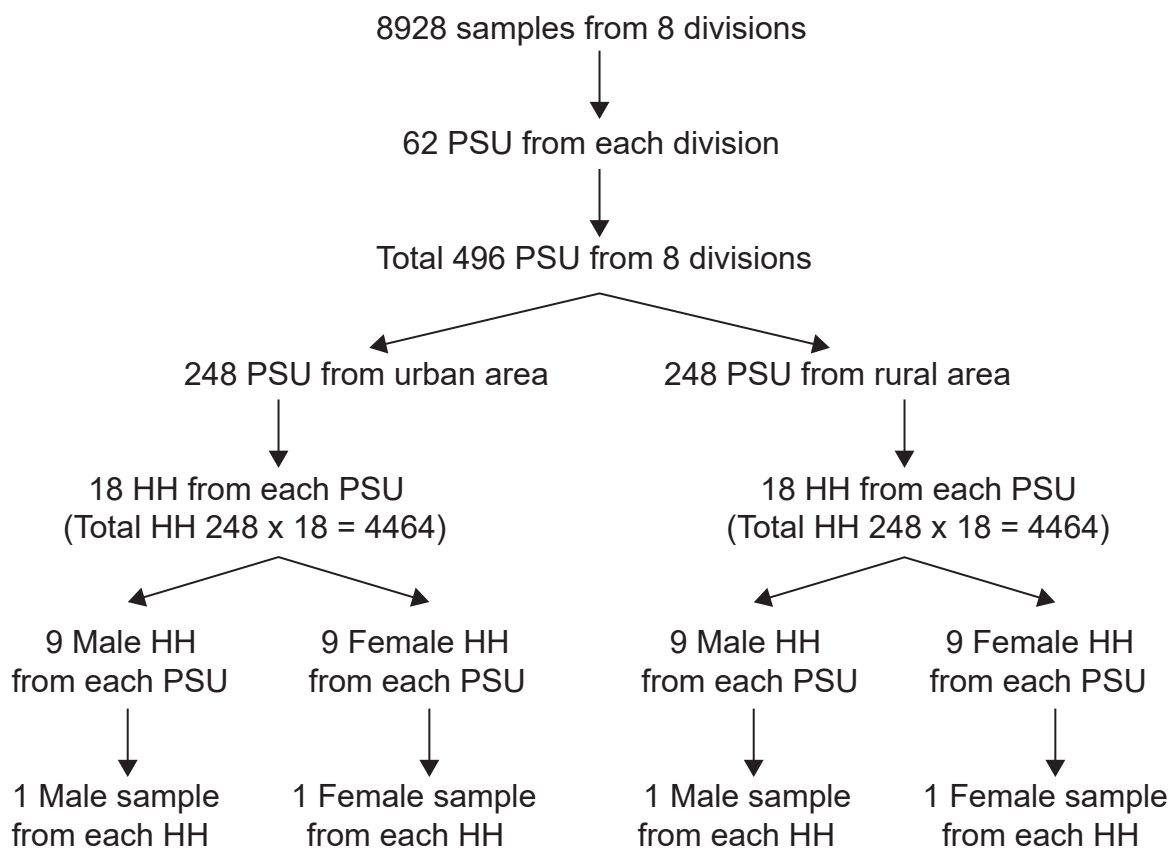 8928 samples from 8 divisions
62 PSU from each division
Total 496 PSU from 8 divisions
248 PSU from urban area
248 PSU from rural area
18 HH from each PSU
(Total HH 248 x 18 = 4464)
18 HH from each PSU
(Total HH 248 x 18 = 4464)
9 Male HH
from each PSU
9 Female HH
from each PSU
9 Male HH
from each PSU
9 Female HH
from each PSU
1 Male sample
from each HH
1 Female sample
from each HH
1 Male sample
from each HH
1 Female sample
from each HH